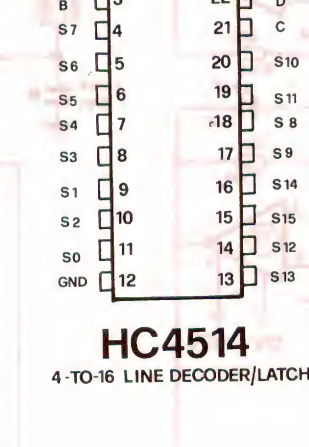 B 3 22 D
S7 4 21 C
S6 5 20 S10
S5 6 19 S11
S4 7 18 S8
S3 8 17 S9
S1 9 16 S14
S2 10 15 S15
S0 11 14 S12
GND 12 13 S13
HC4514
4-TO-16 LINE DECODER/LATCH